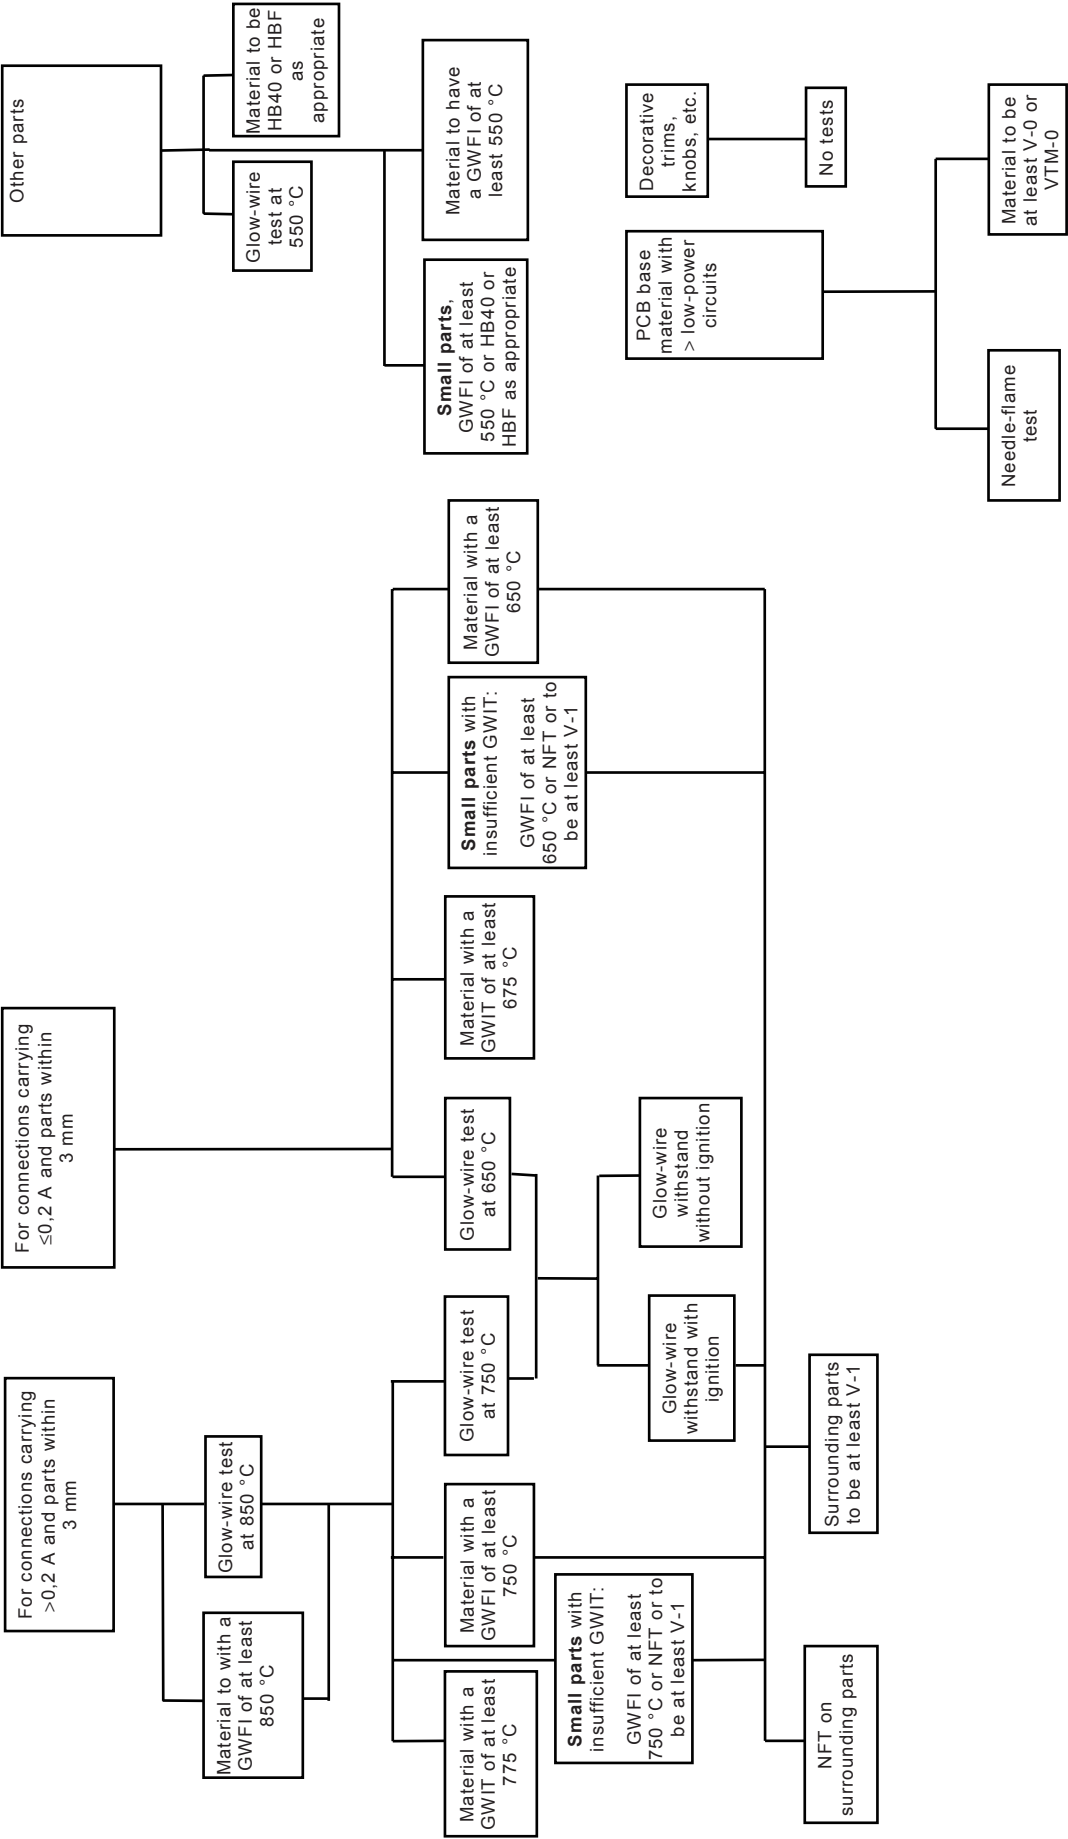 For connections carrying
>0,2 A and parts within
3 mm
For connections carrying
≤0,2 A and parts within
3 mm
Other parts
Material to with a
GWFI of at least
850 °C
Glow-wire test
at 850 °C
Glow-wire
test at
550 °C
Material to be
HB40 or HBF
as
appropriate
Material with a
GWIT of at least
775 °C
Material with a
GWFI of at least
750 °C
Glow-wire test
at 750 °C
Glow-wire test
at 650 °C
Material with a
GWIT of at least
675 °C
Small parts with
insufficient GWIT:
GWFI of at least
650 °C or NFT or to
be at least V-1
Material with a
GWFI of at least
650 °C
Small parts,
GWFI of at least
550 °C or HB40 or
HBF as appropriate
Material to have
a GWFI of at
least 550 °C
Small parts with
insufficient GWIT:
GWFI of at least
750 °C or NFT or to
be at least V-1
Glow-wire
withstand with
ignition
Glow-wire
withstand
without ignition
PCB base
material with
> low-power
circuits
Decorative
trims,
knobs, etc.
NFT on
surrounding parts
Surrounding parts
to be at least V-1
No tests
Needle-flame
test
Material to be
at least V-0 or
VTM-0